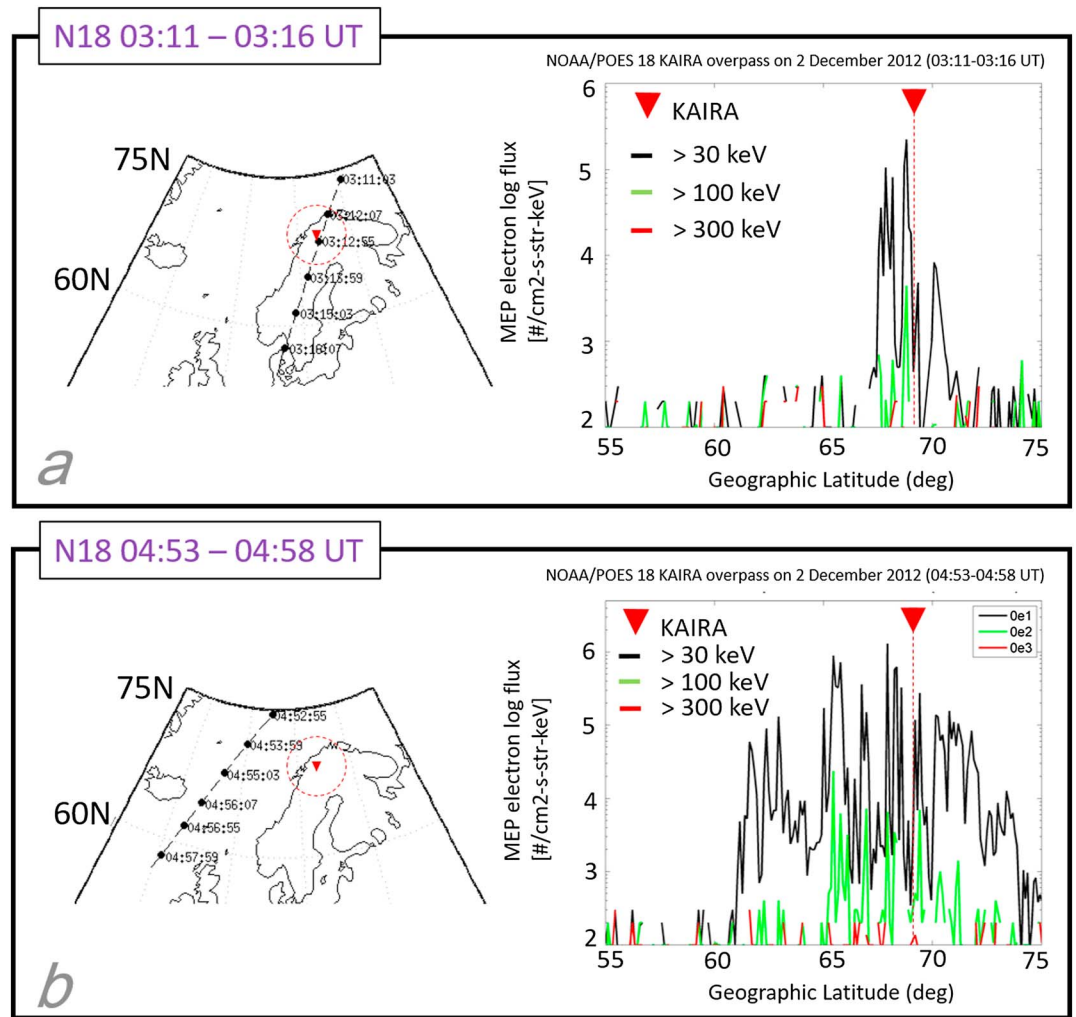 N18 03:11 – 03:16 UT
NOAA/POES 18 KAIRA overpass on 2 December 2012 (03:11-03:16 UT)
75N
60N
03:11:03
03:12:07
03:12:55
03:13:59
03:15:03
03:16:07
MEP electron log flux
[#/cm2-s-str-keV]
6
5
4
3
2
KAIRA
> 30 keV
> 100 keV
> 300 keV
55 60 65 70 75
Geographic Latitude (deg)
a
N18 04:53 – 04:58 UT
NOAA/POES 18 KAIRA overpass on 2 December 2012 (04:53-04:58 UT)
75N
60N
04:52:55
04:53:59
04:55:03
04:56:07
04:56:55
04:57:59
MEP electron log flux
[#/cm2-s-str-keV]
6
5
4
3
2
KAIRA
> 30 keV
> 100 keV
> 300 keV
0e1
0e2
0e3
55 60 65 70 75
Geographic Latitude (deg)
b